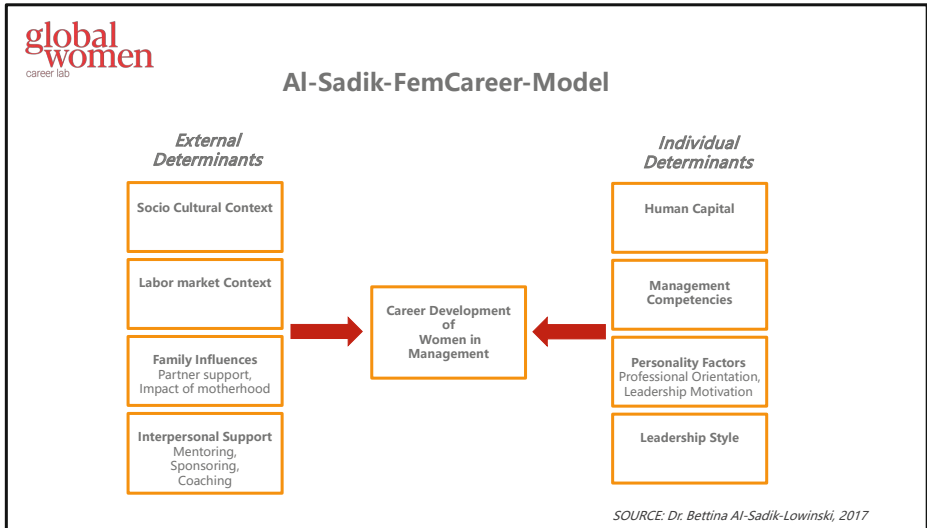 global
women
career lab
Al-Sadik-FemCareer-Model
External
Determinants
Socio Cultural Context
Labor market Context
Family Influences
Partner support,
Impact of motherhood
Interpersonal Support
Mentoring,
Sponsoring,
Coaching
Career Development
of
Women in
Management
Individual
Determinants
Human Capital
Management
Competencies
Personality Factors
Professional Orientation,
Leadership Motivation
Leadership Style
SOURCE: Dr. Bettina Al-Sadik-Lowinski, 2017